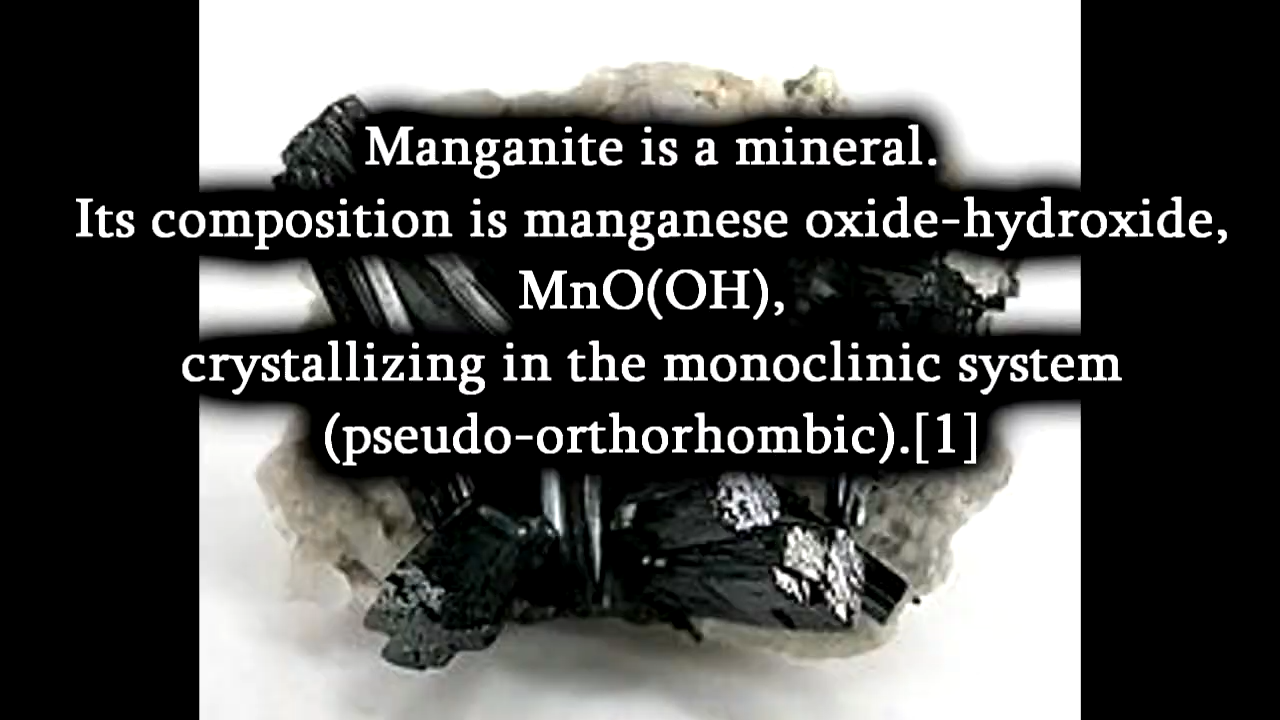 Manganite is a mineral.
Its composition is manganese oxide-hydroxide,
MnO(OH),
crystallizing in the monoclinic system
(pseudo-orthorhombic).[1]